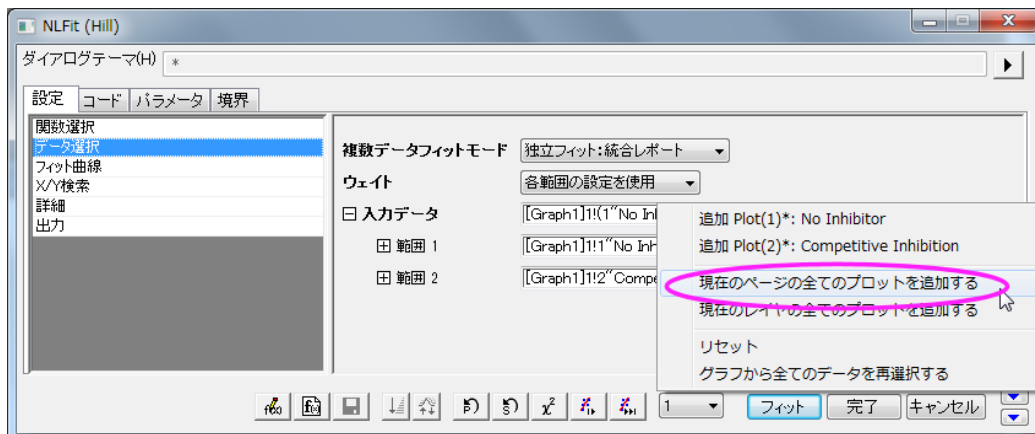 NLFit (Hill)
ダイアログテーマ(H) *
設定 コード パラメータ 境界
関数選択
データ選択
フィット曲線
X/Y検索
詳細
出力
複数データフィットモード 独立フィット:統合レポート
ウェイト 各範囲の設定を使用
入力データ [Graph1]1!(1"No Inl
範囲 1 [Graph1]1!1"No Inh
範囲 2 [Graph1]1!2"Compe
追加 Plot(1)*: No Inhibitor
追加 Plot(2)*: Competitive Inhibition
現在のページの全てのプロットを追加する
現在のレイヤの全てのプロットを追加する
リセット
グラフから全てのデータを再選択する
1 フィット 完了 キャンセル